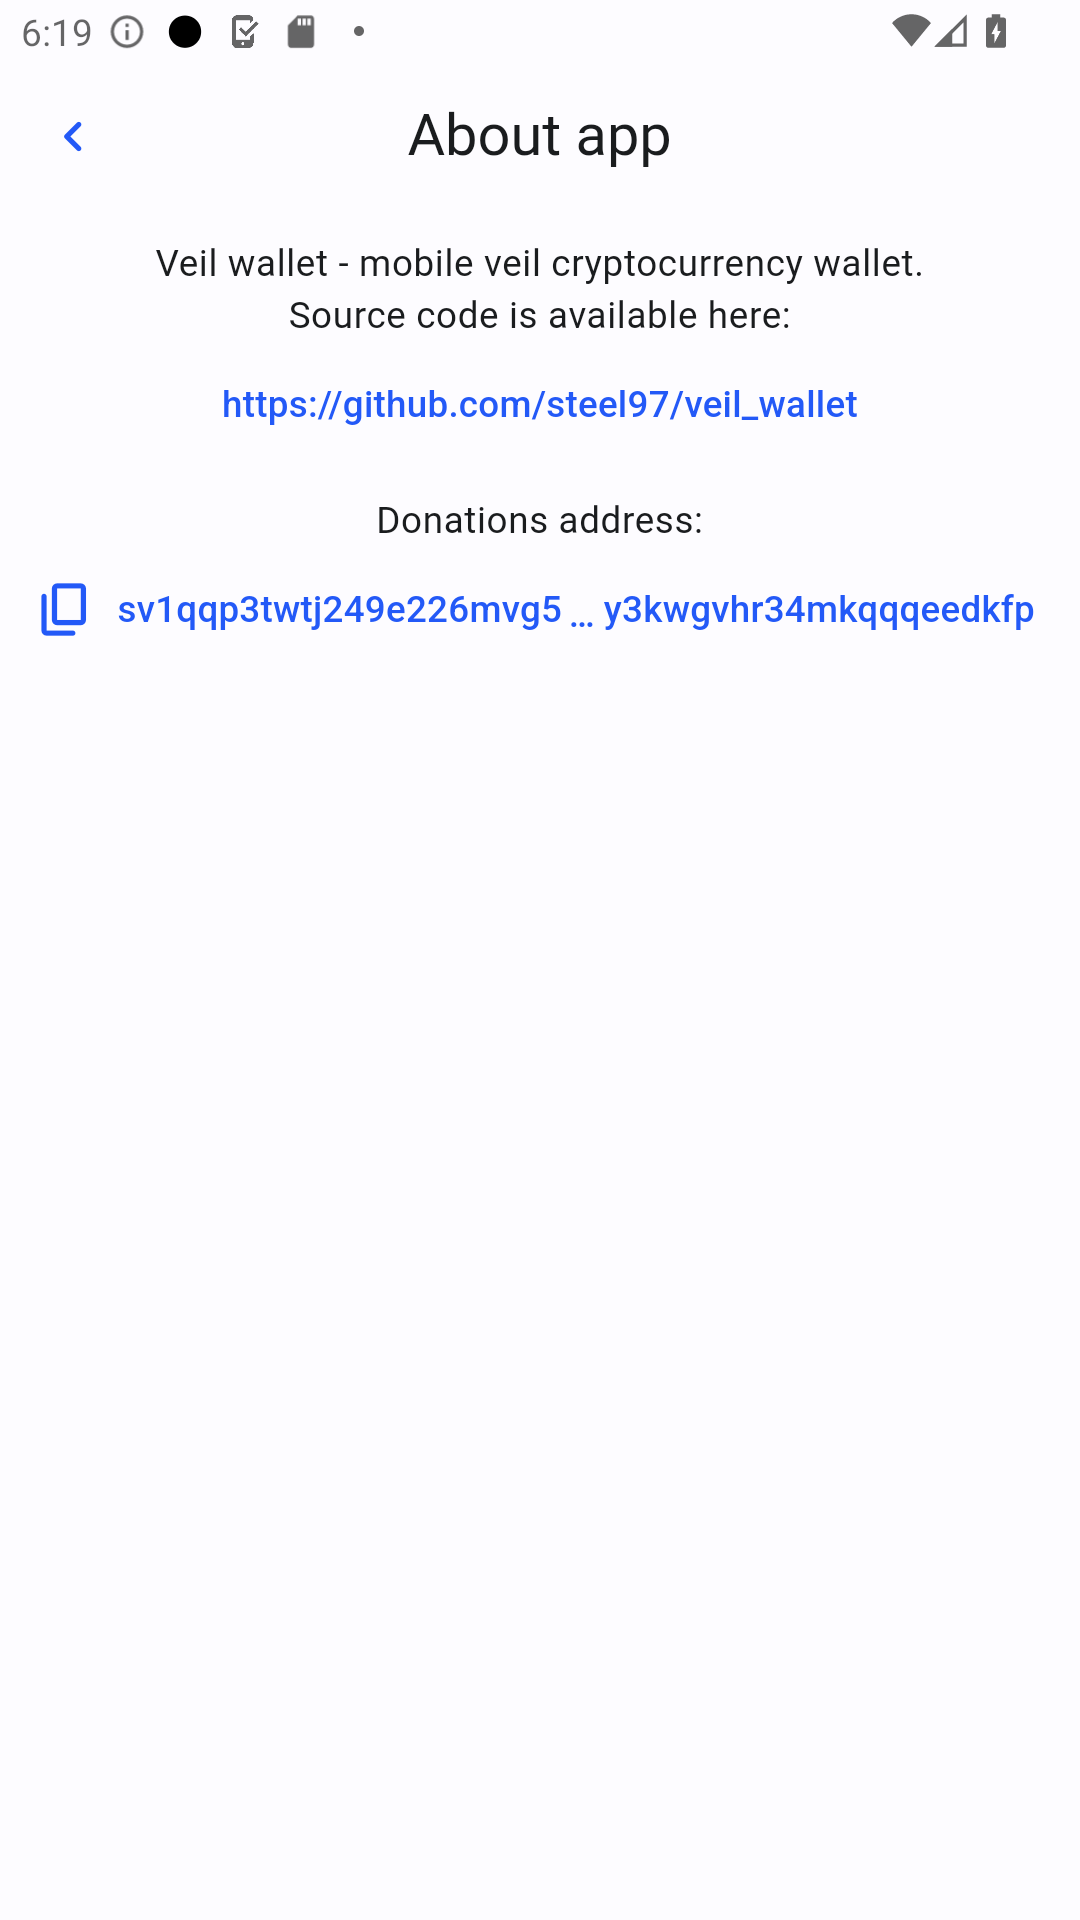 6:19
About app
Veil wallet - mobile veil cryptocurrency wallet.
Source code is available here:
https://github.com/steel97/veil_wallet
Donations address:
sv1qqp3twtj249e226mvg5 ... y3kwgvhr34mkqqqeedkfp